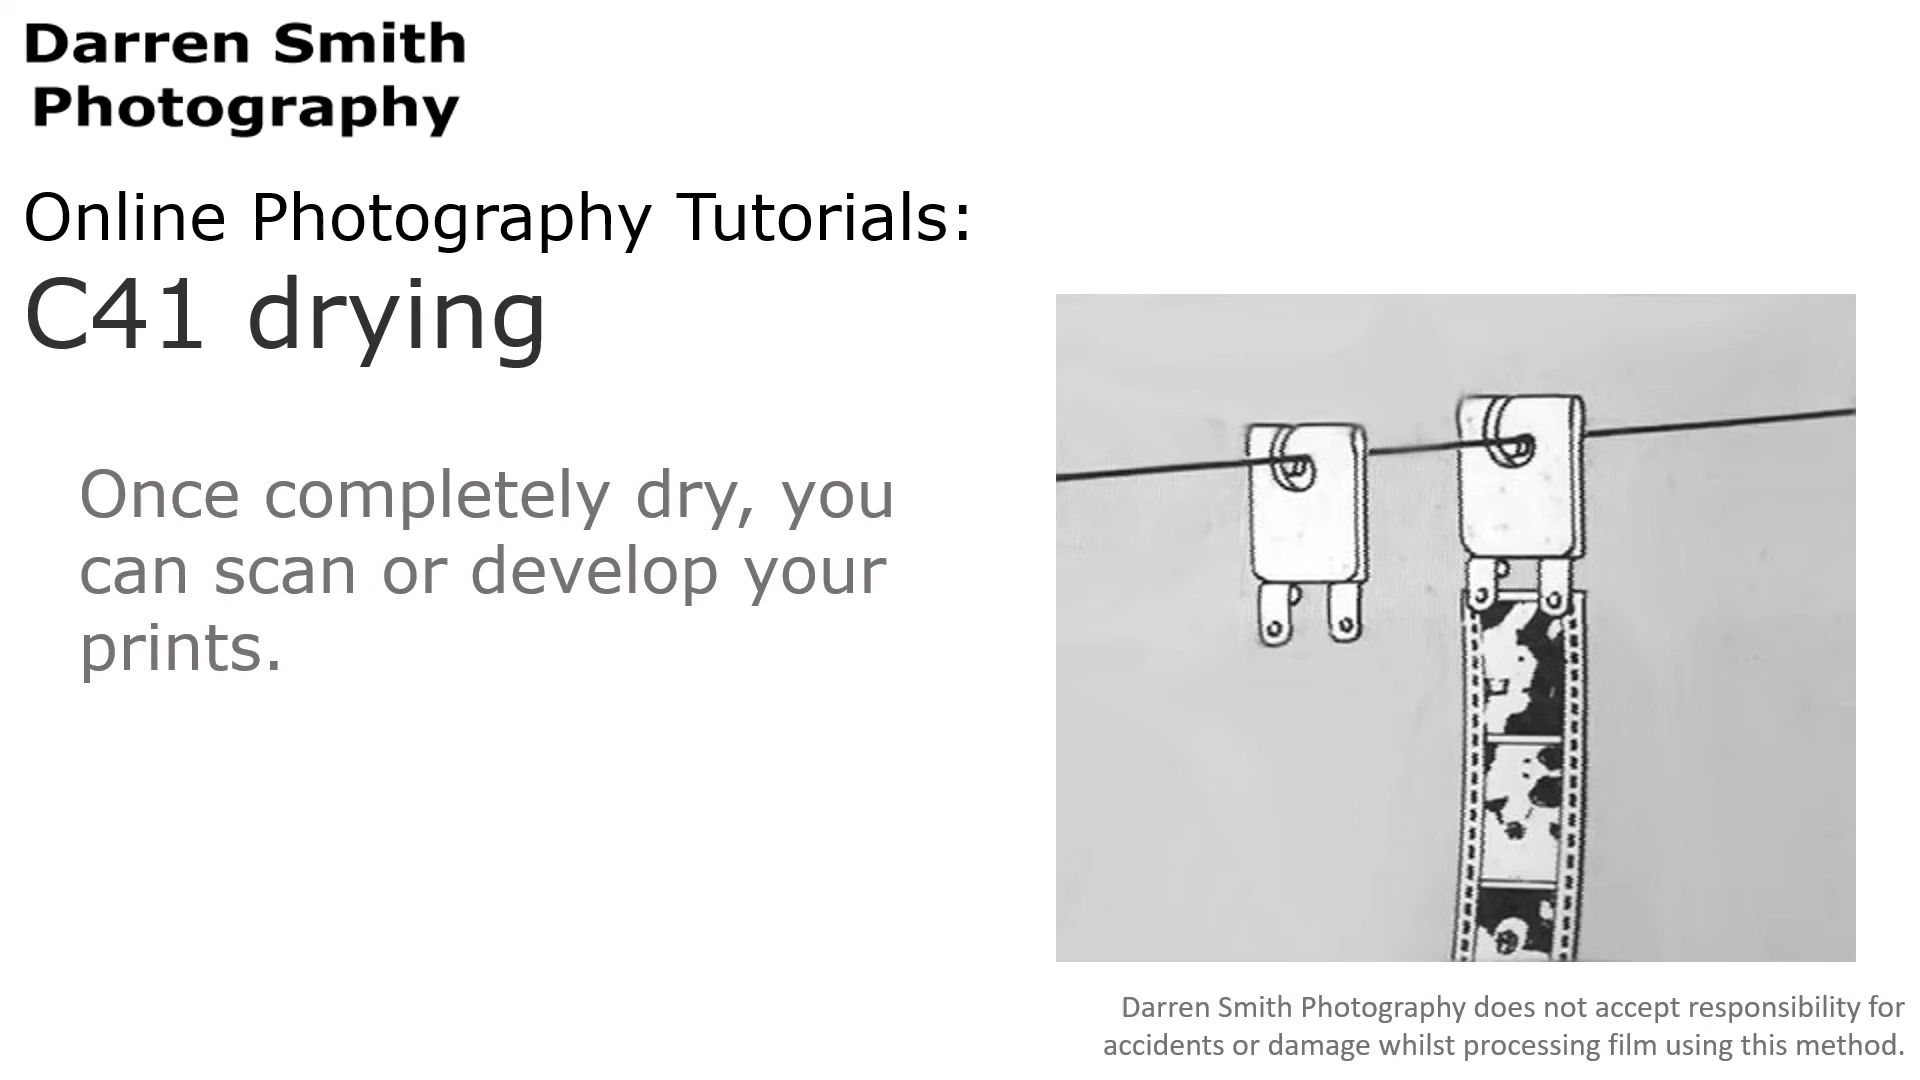 Darren Smith
Photography
Online Photography Tutorials:
C41 drying
Once completely dry, you
can scan or develop your
prints.
Darren Smith Photography does not accept responsibility for
accidents or damage whilst processing film using this method.